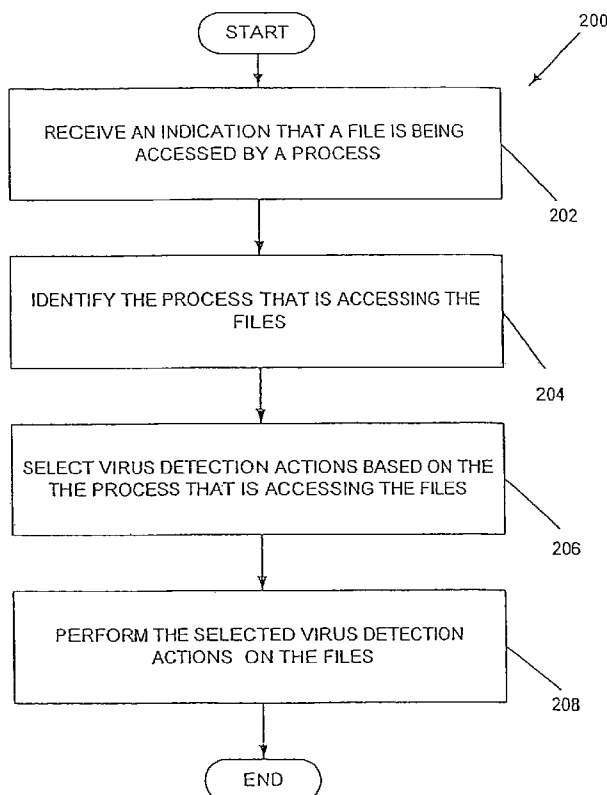 START
200
RECEIVE AN INDICATION THAT A FILE IS BEING
ACCESSED BY A PROCESS
202
IDENTIFY THE PROCESS THAT IS ACCESSING THE
FILES
204
SELECT VIRUS DETECTION ACTIONS BASED ON THE
THE PROCESS THAT IS ACCESSING THE FILES
206
PERFORM THE SELECTED VIRUS DETECTION
ACTIONS ON THE FILES
208
END